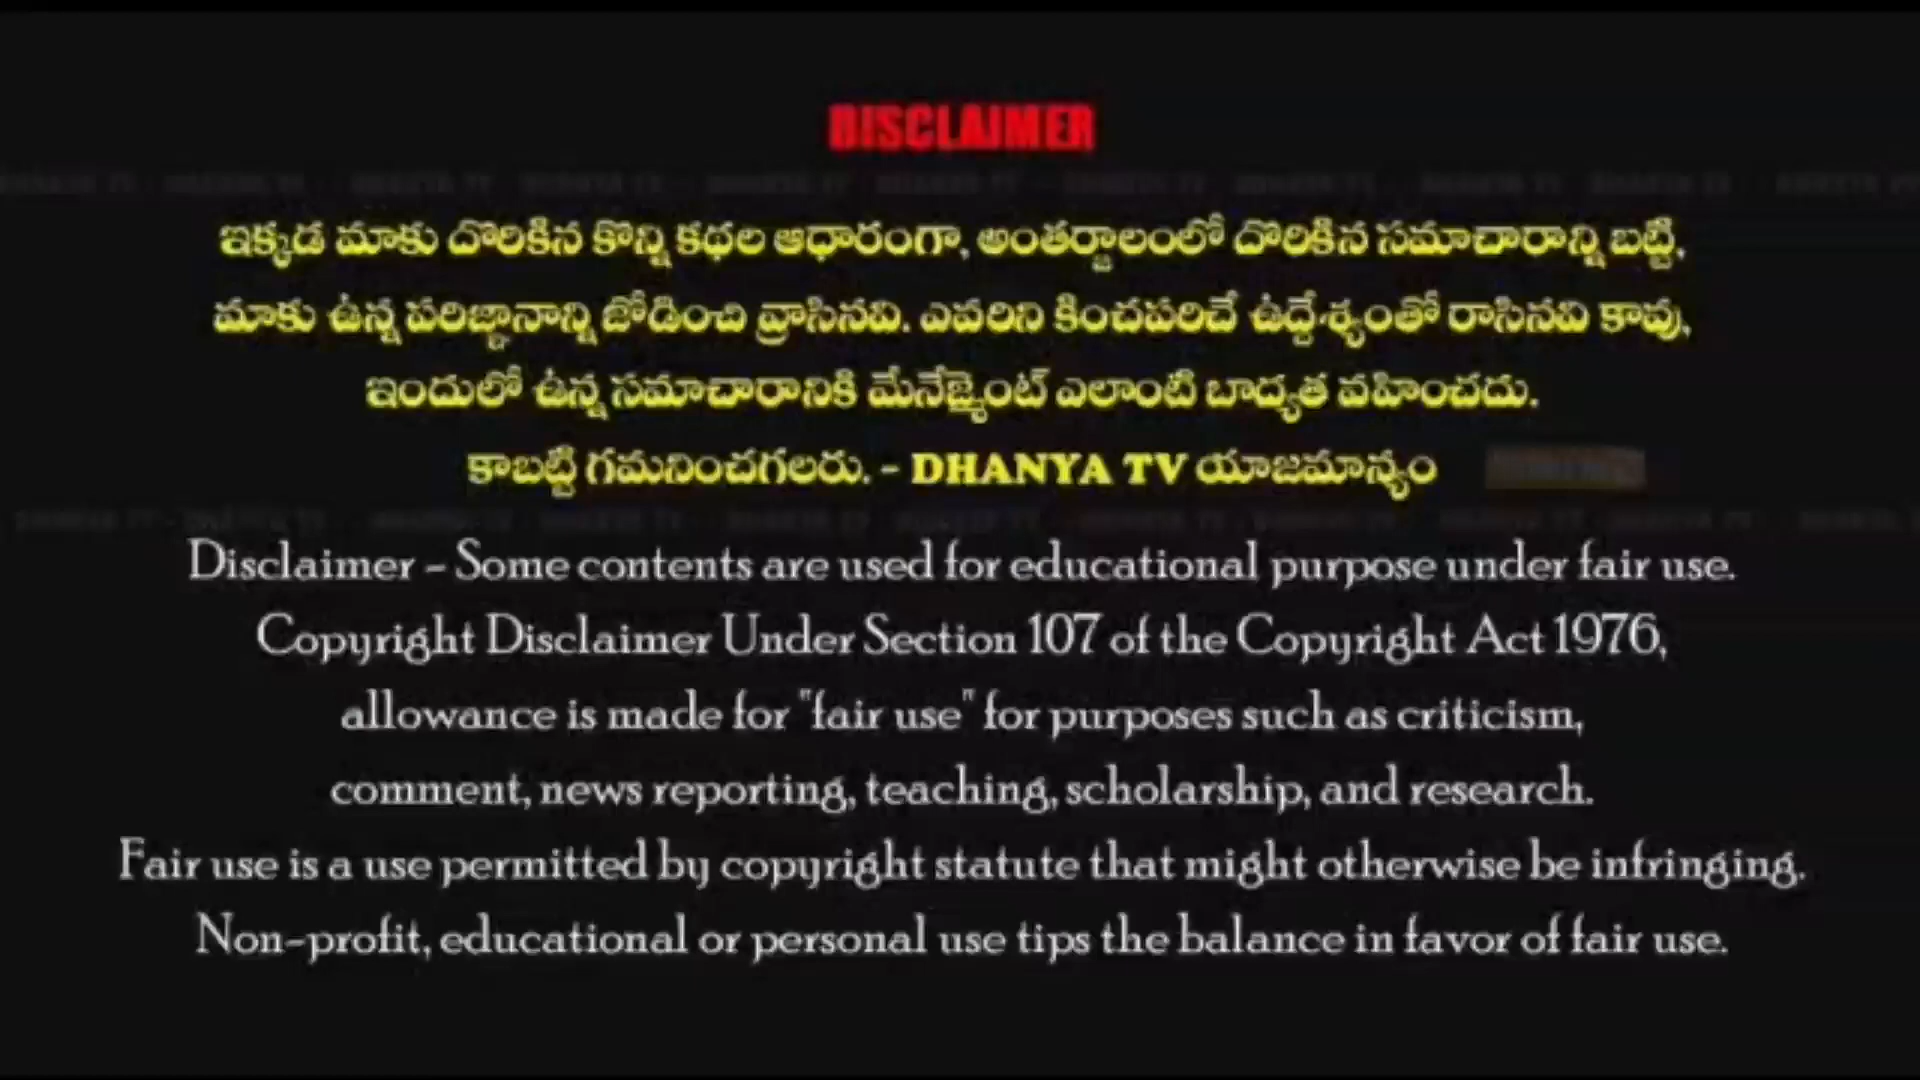 DISCLAIMER
ఇక్కడ మాకు దొరికిన కొన్ని కథల ఆధారంగా, అంతర్జాలంలో దొరికిన సమాచారాన్ని బట్టి,
మాకు ఉన్న పరిజ్ఞానాన్ని జోడించి వ్రాసినవి. ఎవరిని కించపరిచే ఉద్దేశ్యంతో రాసినవి కావు,
ఇందులో ఉన్న సమాచారానికి మేనేజ్మెంట్ ఎలాంటి బాద్యత వహించదు.
కాబట్టి గమనించగలరు. - DHANYA TV యాజమాన్యం
Disclaimer - Some contents are used for educational purpose under fair use.
Copyright Disclaimer Under Section 107 of the Copyright Act 1976,
allowance is made for "fair use" for purposes such as criticism,
comment, news reporting, teaching, scholarship, and research.
Fair use is a use permitted by copyright statute that might otherwise be infringing.
Non-profit, educational or personal use tips the balance in favor of fair use.